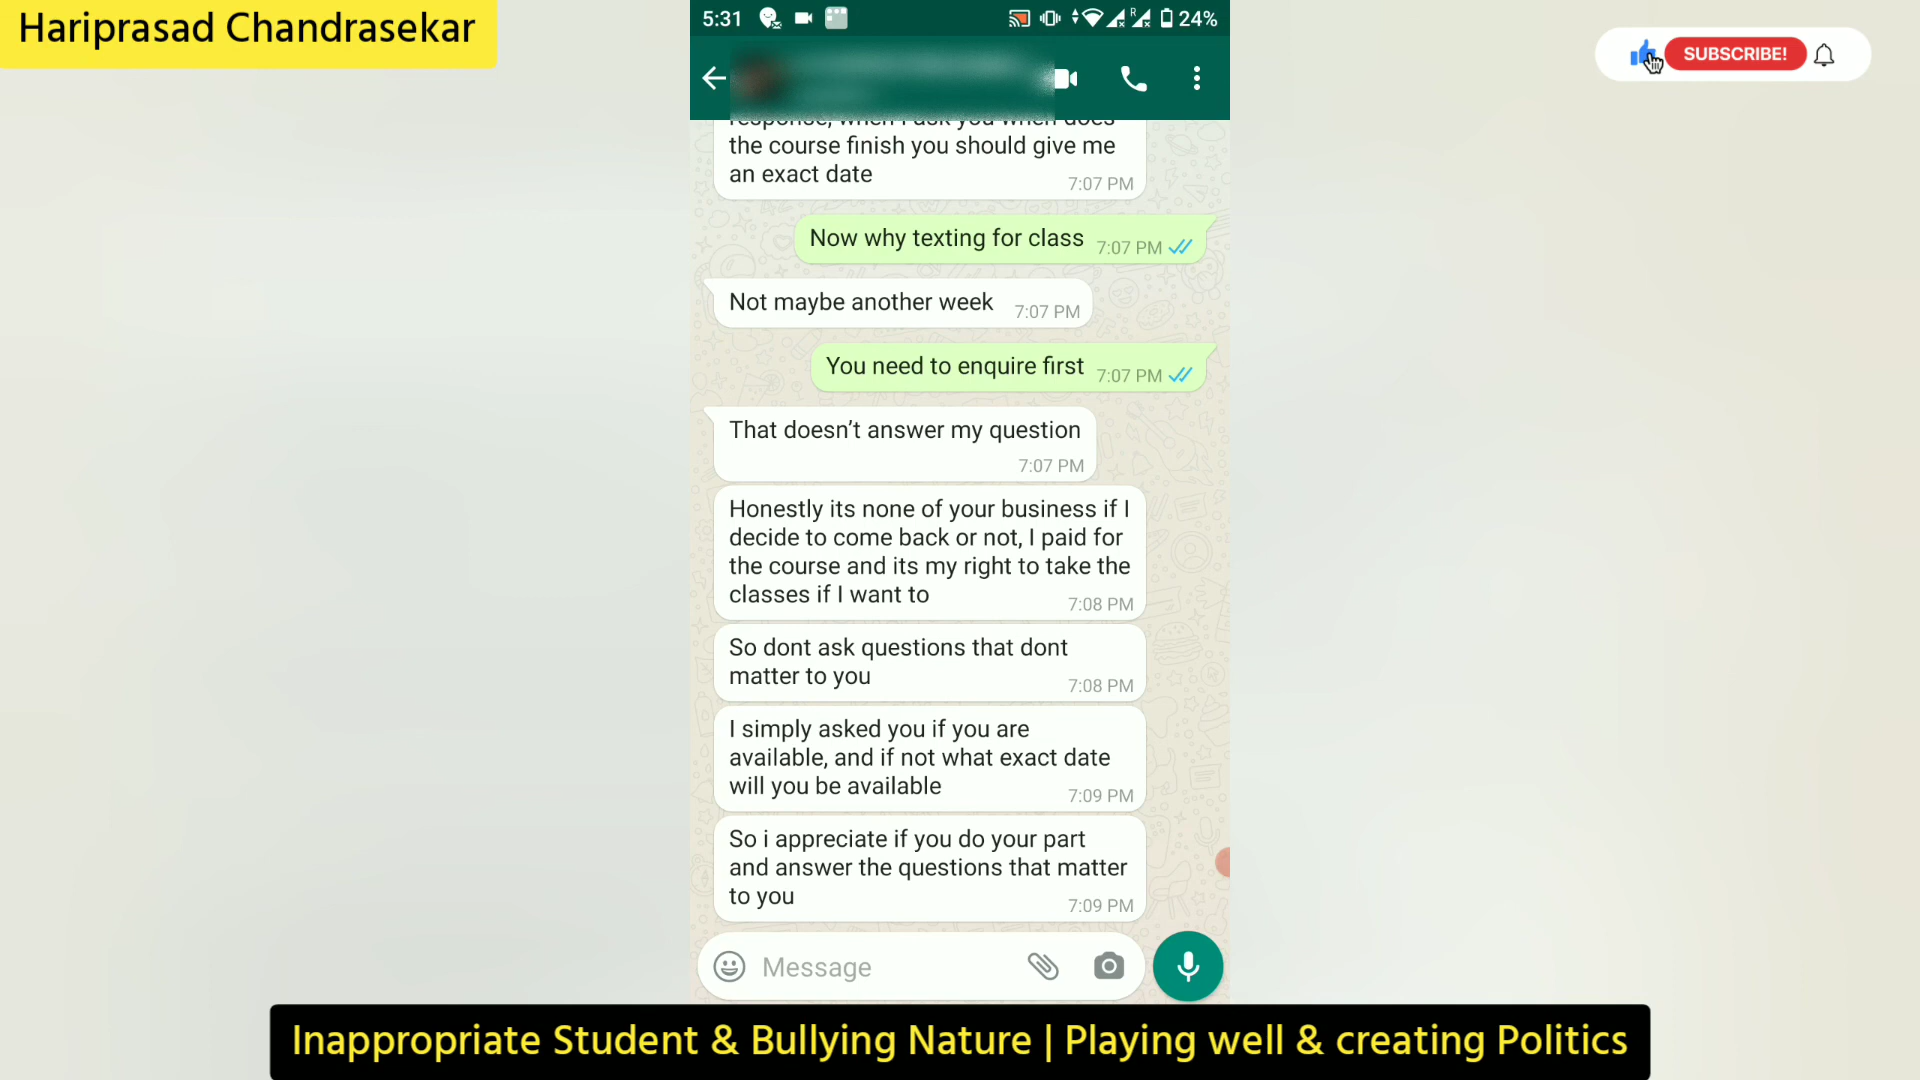 Hariprasad Chandrasekar
5:31
24%
SUBSCRIBE!
response, when I ask you when does
the course finish you should give me
an exact date
7:07 PM
Now why texting for class
7:07 PM
Not maybe another week
7:07 PM
You need to enquire first
7:07 PM
That doesn’t answer my question
7:07 PM
Honestly its none of your business if I
decide to come back or not, I paid for
the course and its my right to take the
classes if I want to
7:08 PM
So dont ask questions that dont
matter to you
7:08 PM
I simply asked you if you are
available, and if not what exact date
will you be available
7:09 PM
So i appreciate if you do your part
and answer the questions that matter
to you
7:09 PM
Message
Inappropriate Student & Bullying Nature | Playing well & creating Politics